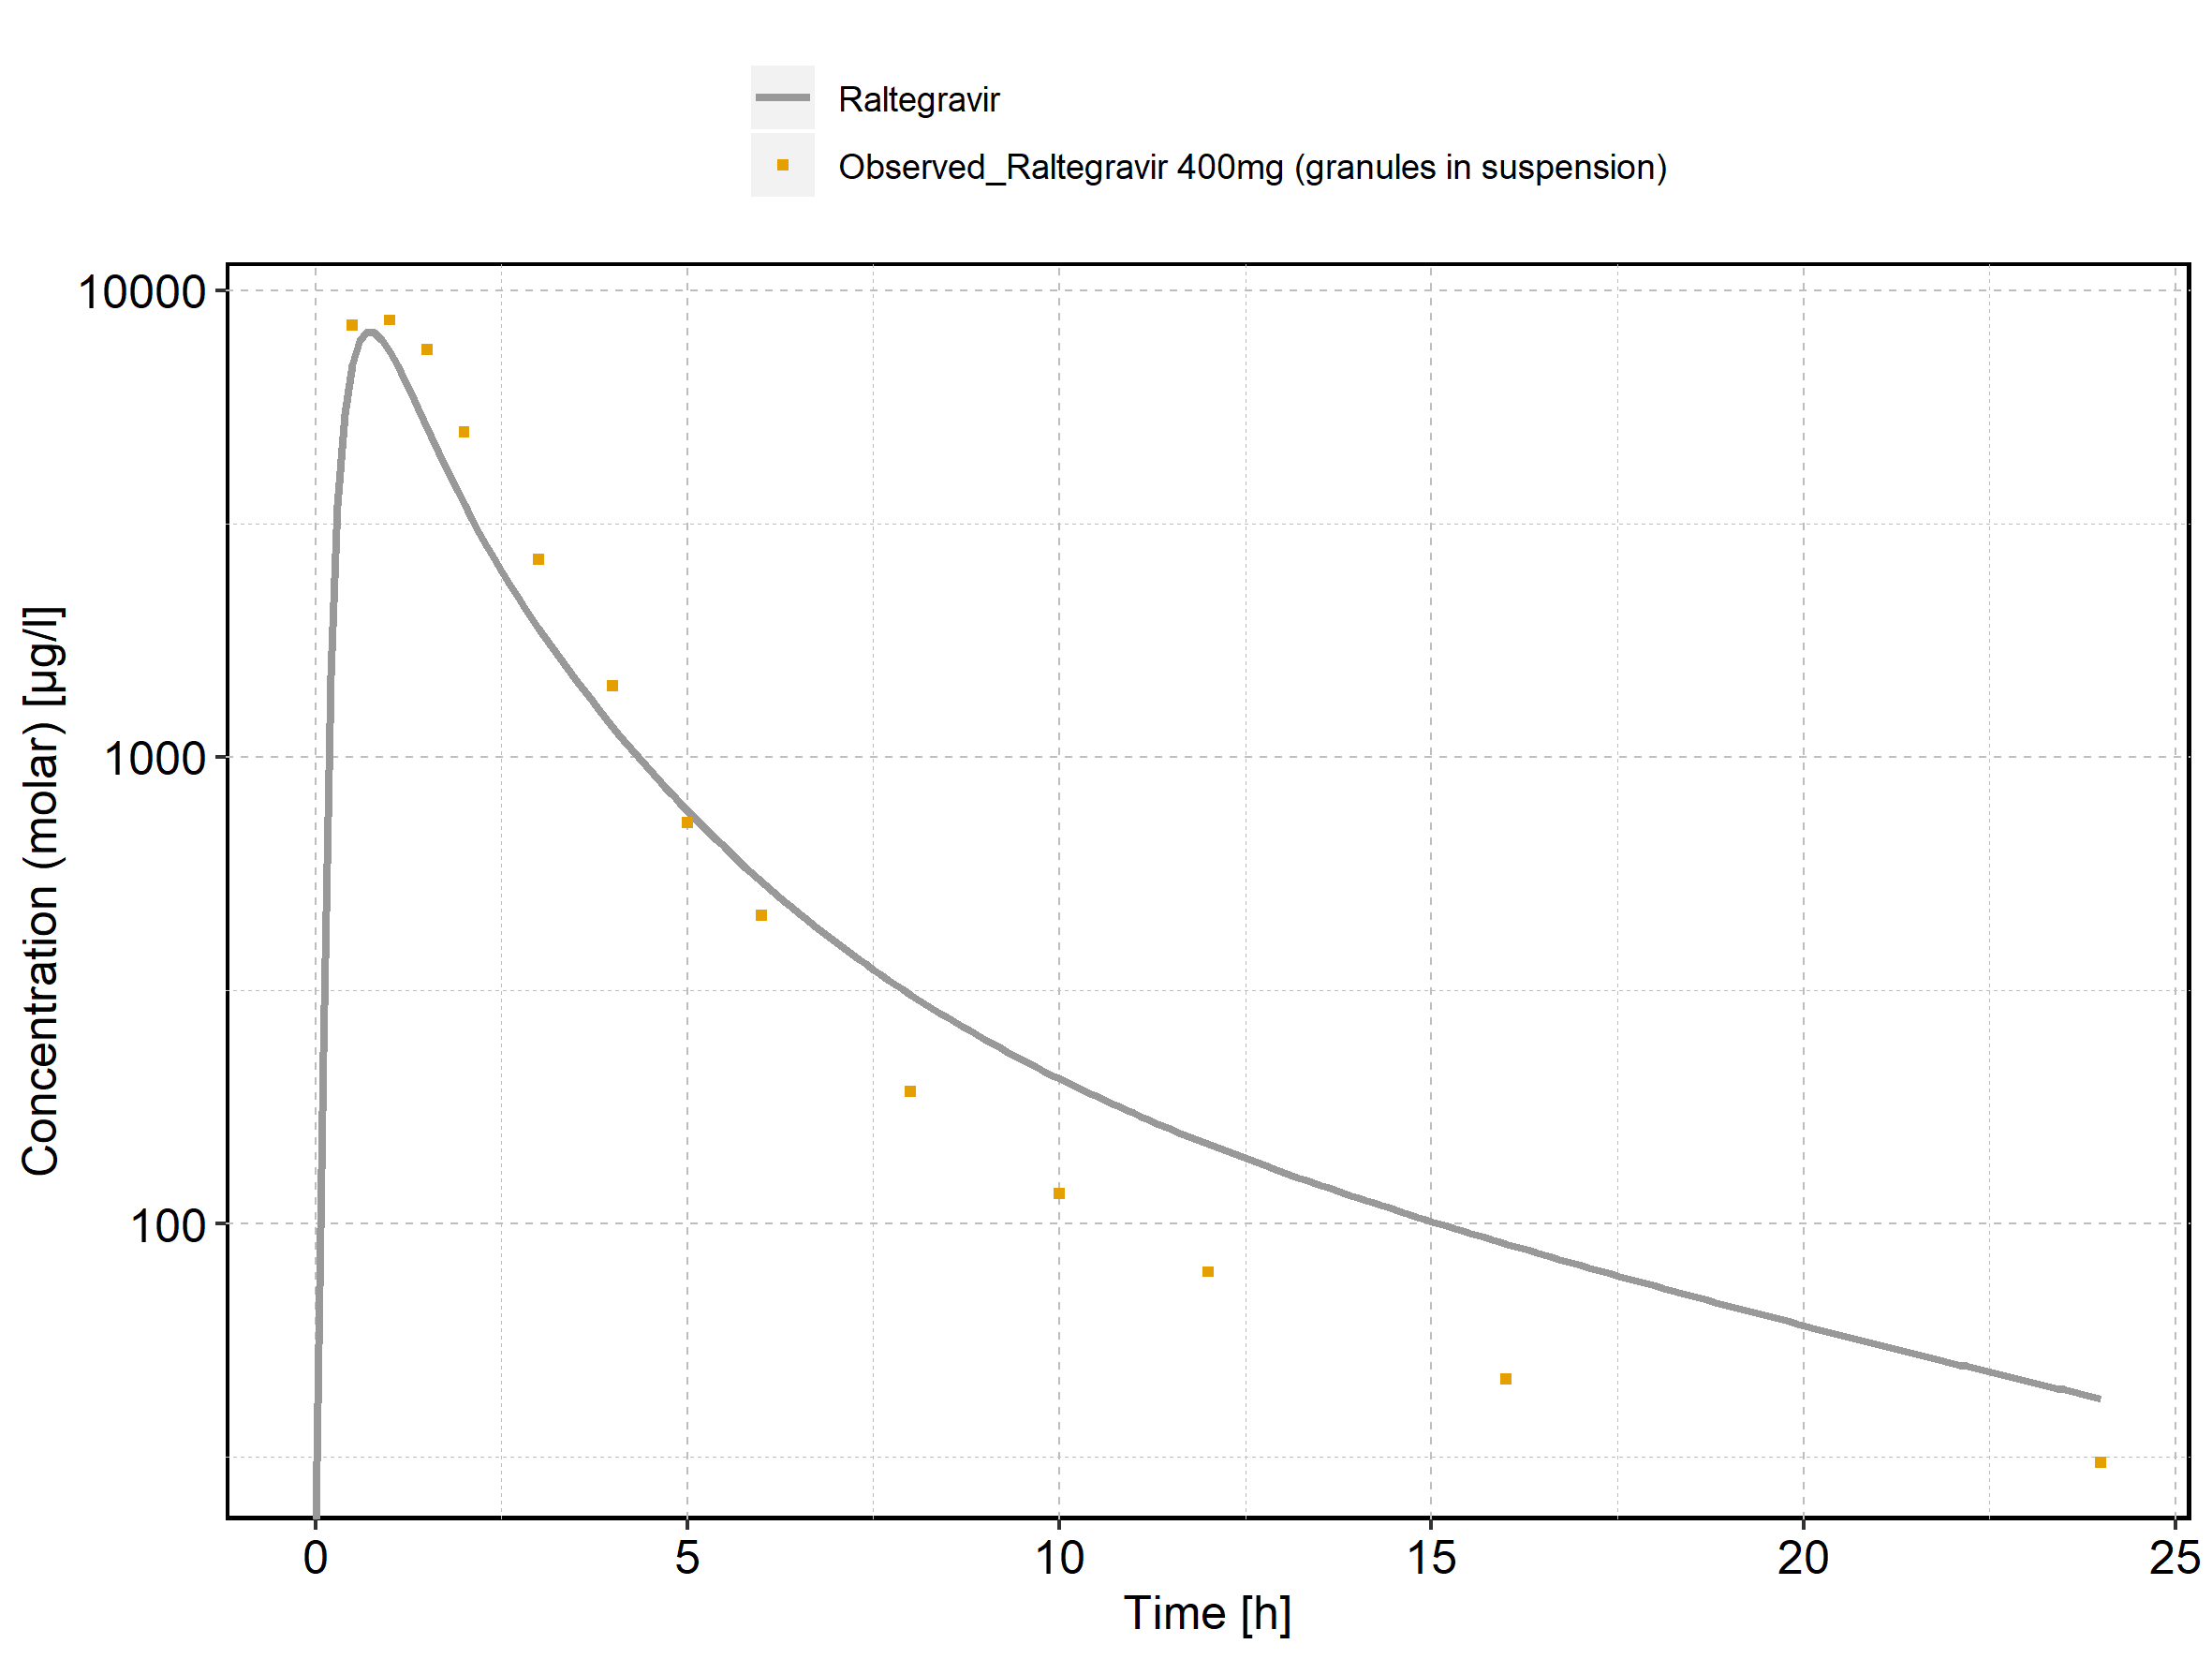 Raltegravir
Observed_Raltegravir 400mg (granules in suspension)
10000
1000
100
Concentration (molar) [µg/l]
0 5 10 15 20 25
Time [h]